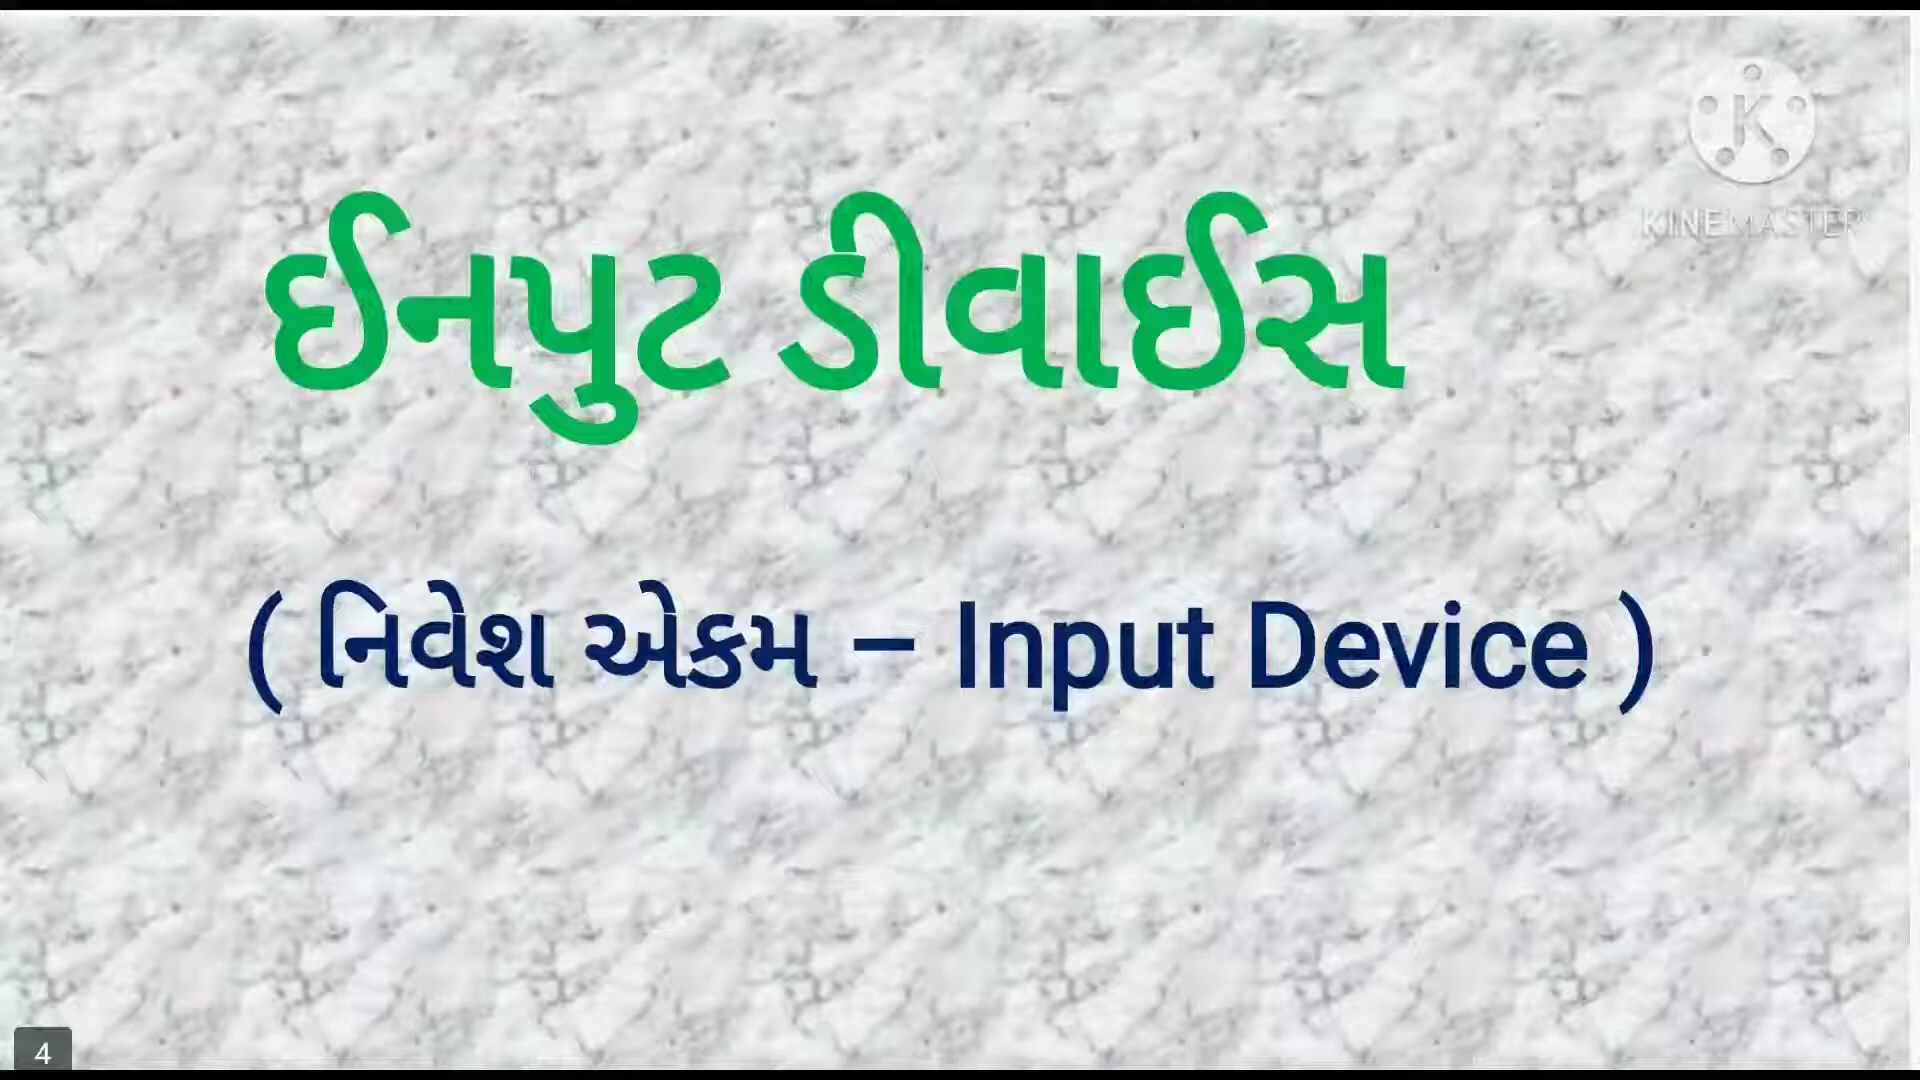 K
KINEMASTER
ઈનપુટ ડીવાઈસ
( નિવેશ એકમ – Input Device )
4